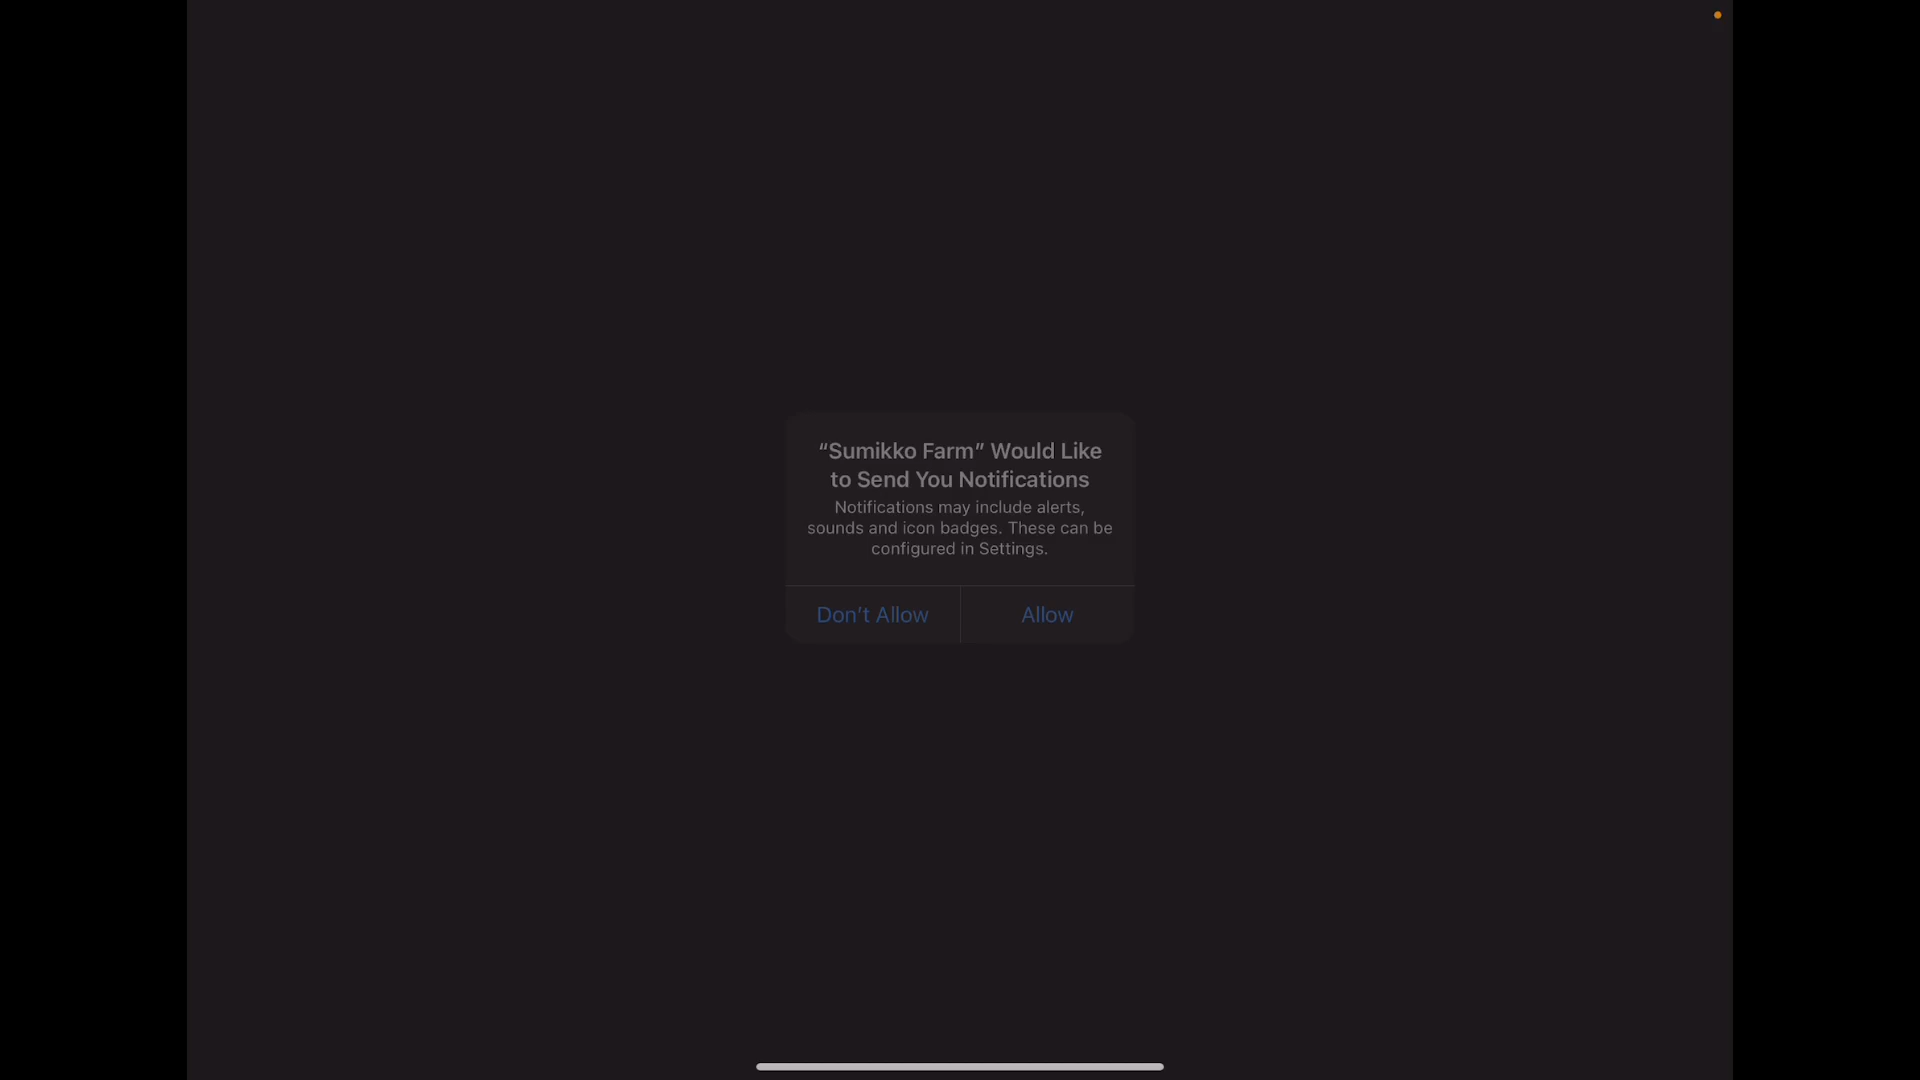 “Sumikko Farm” Would Like
to Send You Notifications
Notifications may include alerts,
sounds and icon badges. These can be
configured in Settings.
Don’t Allow
Allow